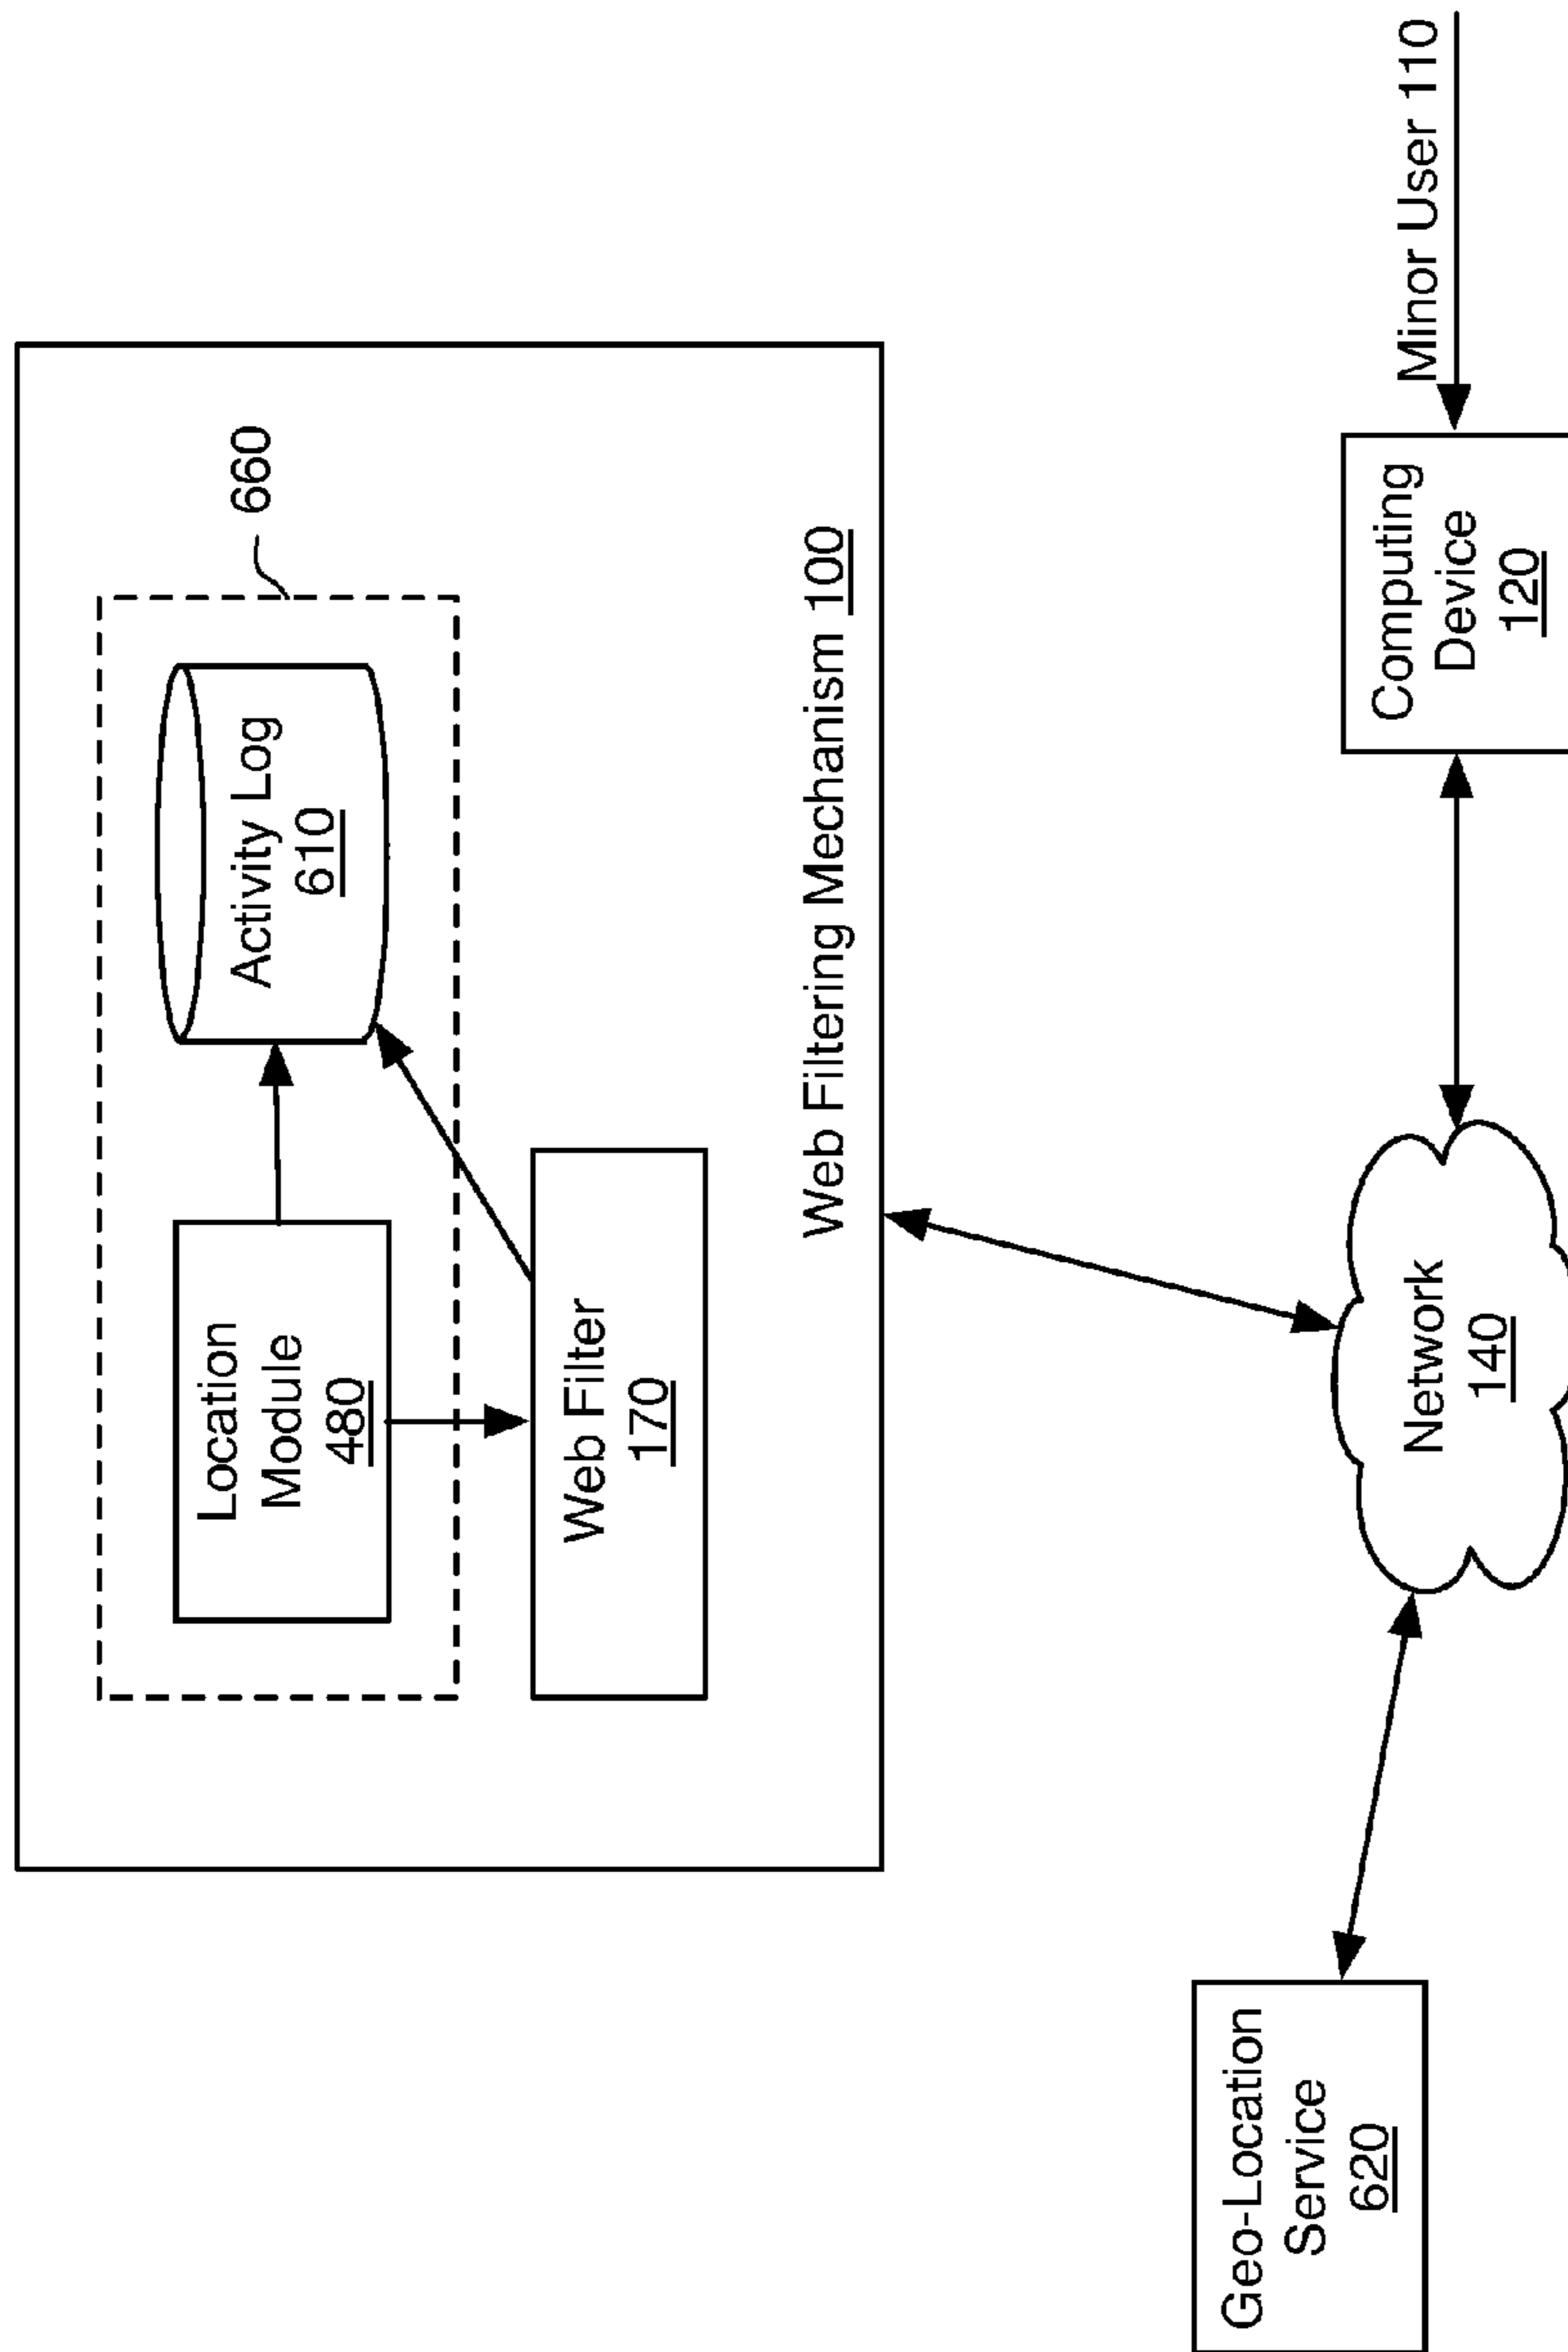 660
Location
Module
480
Activity Log
610
Web Filter
170
Web Filtering Mechanism 100
Geo-Location
Service
620
Network
140
Computing
Device
120
Minor User 110